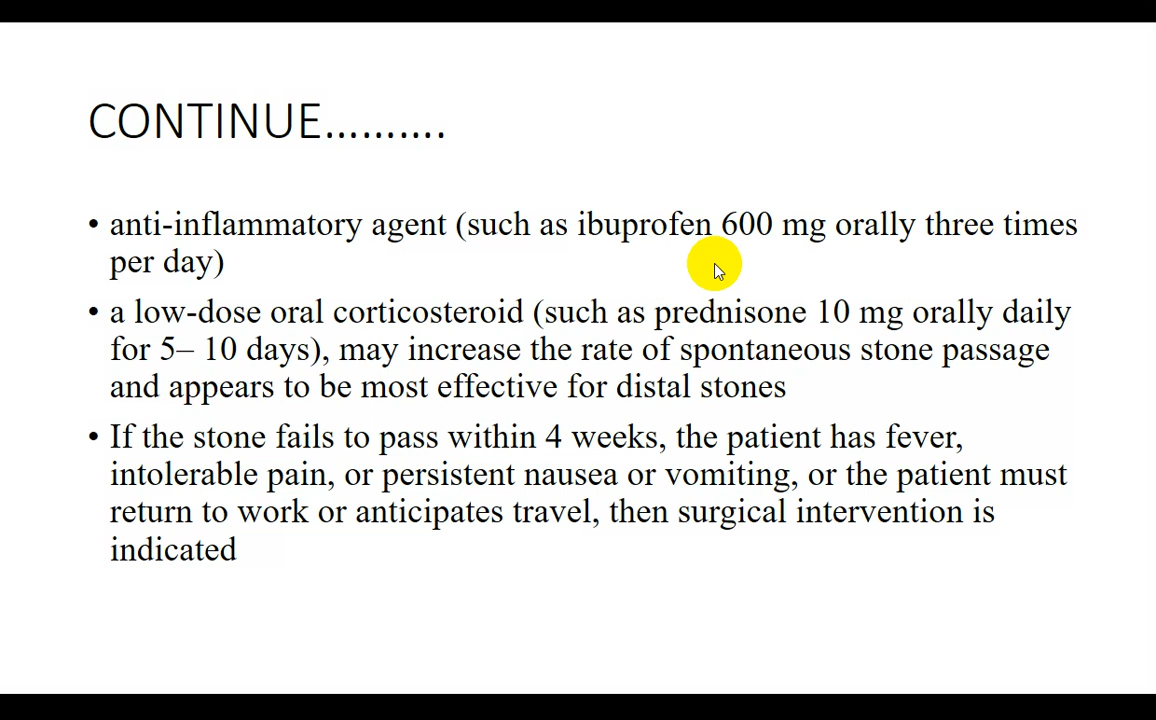 CONTINUE..........
• anti-inflammatory agent (such as ibuprofen 600 mg orally three times
per day)
• a low-dose oral corticosteroid (such as prednisone 10 mg orally daily
for 5– 10 days), may increase the rate of spontaneous stone passage
and appears to be most effective for distal stones
• If the stone fails to pass within 4 weeks, the patient has fever,
intolerable pain, or persistent nausea or vomiting, or the patient must
return to work or anticipates travel, then surgical intervention is
indicated